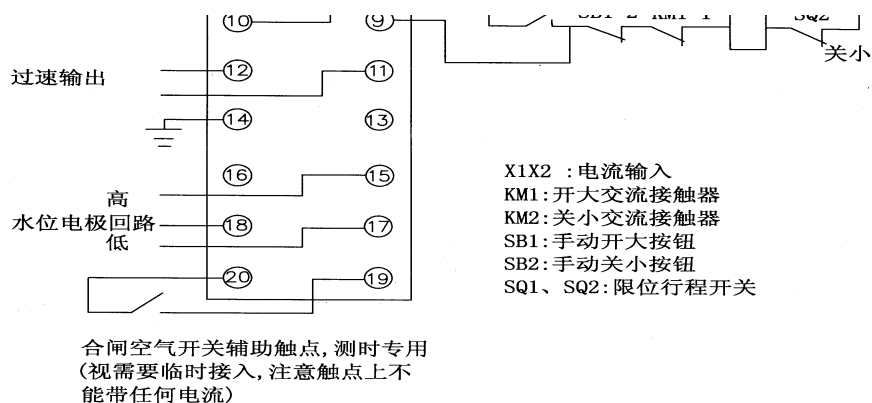 ⑩ ⑨ SB1-2 KM1-1 SQ2
关小
过速输出 ⑫ ⑪
⑭ ⑬
⑯ ⑮
高
水位电极回路 ⑱ ⑰
低
⑳ ⑲
X1X2 :电流输入
KM1:开大交流接触器
KM2:关小交流接触器
SB1:手动开大按钮
SB2:手动关小按钮
SQ1、SQ2:限位行程开关
合闸空气开关辅助触点,测时专用
(视需要临时接入,注意触点上不
能带任何电流)